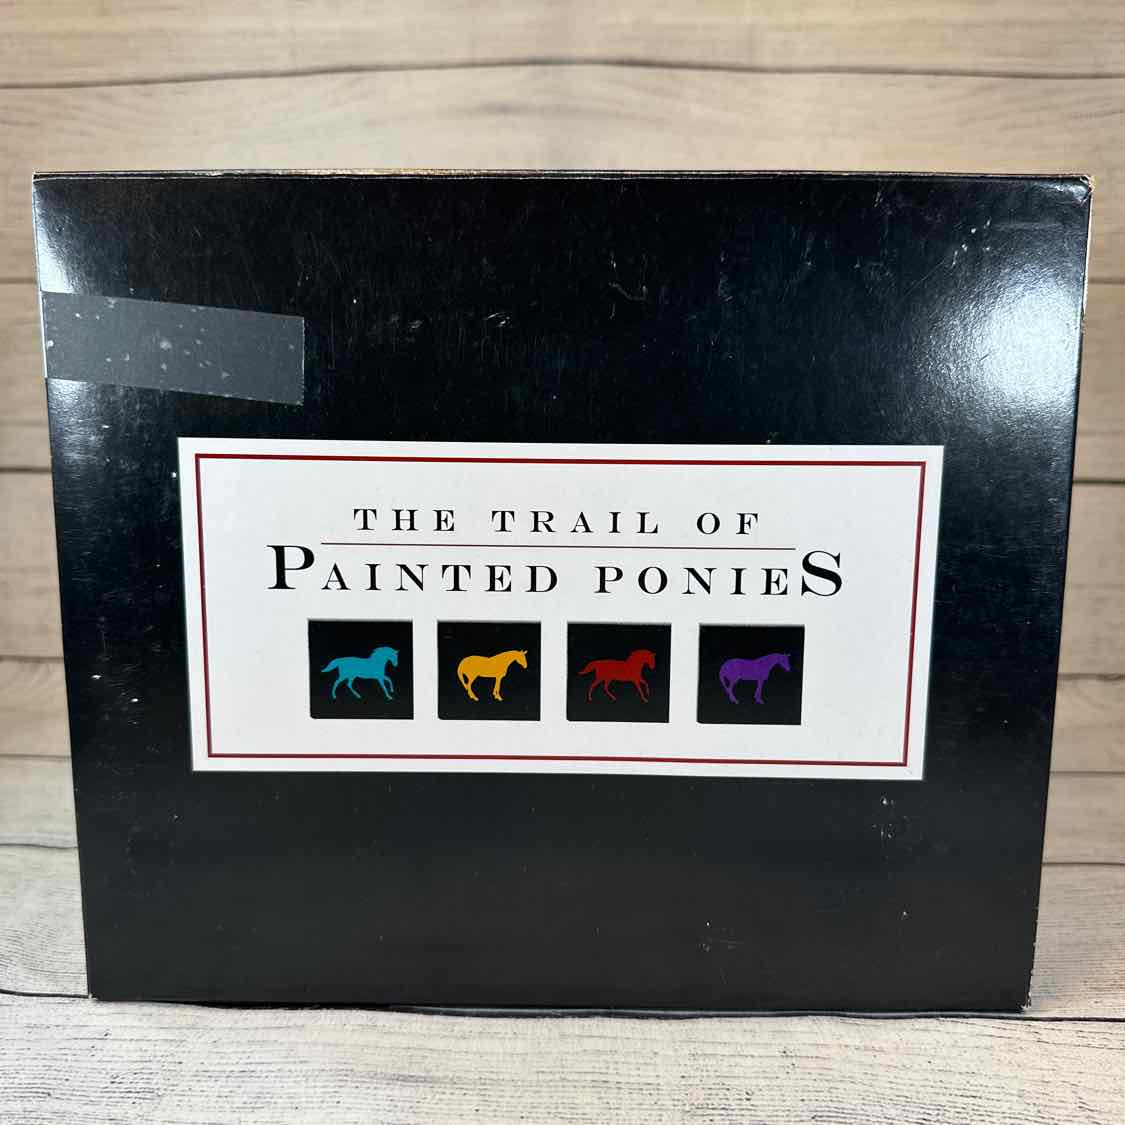 THE TRAIL OF
PAINTED PONIES